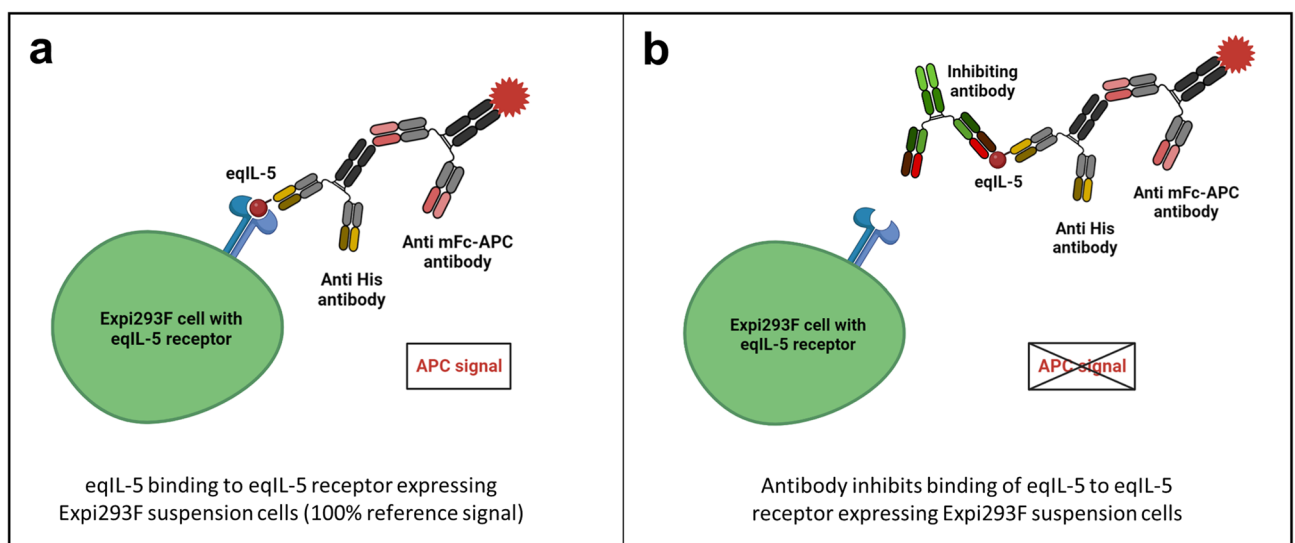 a
eqIL-5
Anti mFc-APC
antibody
Anti His
antibody
Expi293F cell with
eqIL-5 receptor
APC signal
eqIL-5 binding to eqIL-5 receptor expressing
Expi293F suspension cells (100% reference signal)
b
Inhibiting
antibody
eqIL-5
Anti mFc-APC
antibody
Anti His
antibody
Expi293F cell with
eqIL-5 receptor
APC signal
Antibody inhibits binding of eqIL-5 to eqIL-5
receptor expressing Expi293F suspension cells